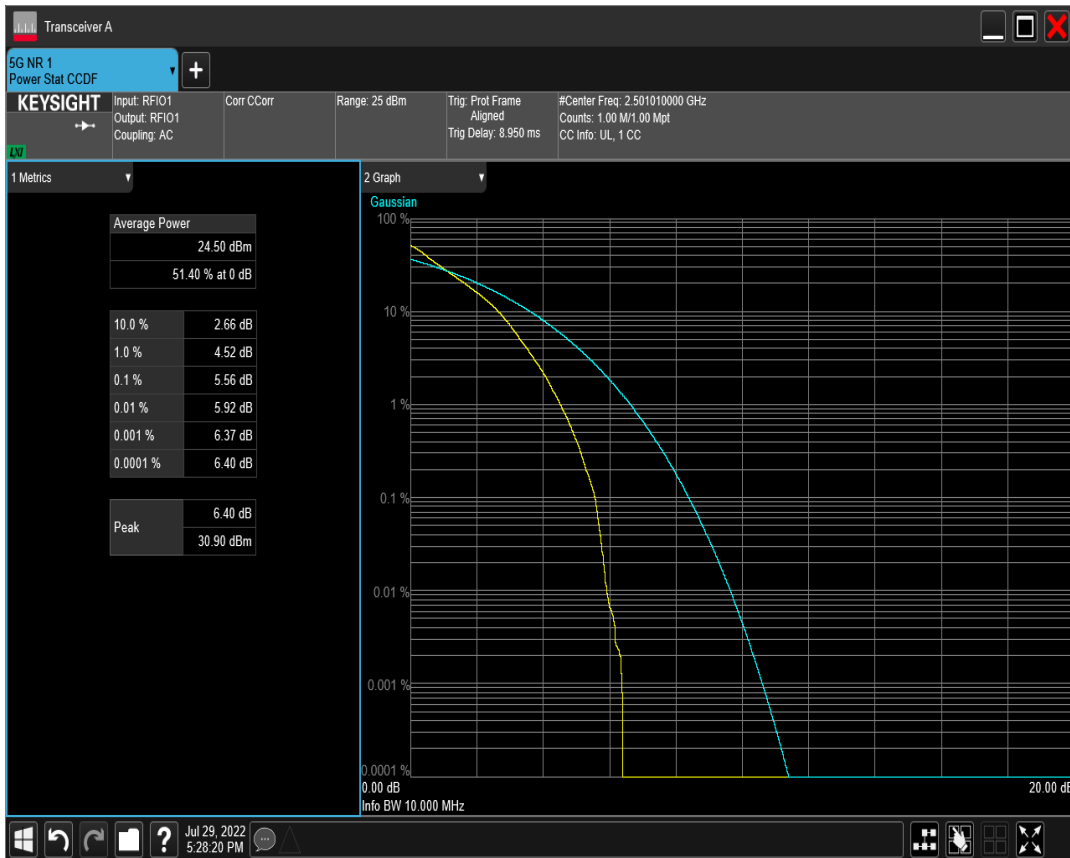 Transceiver A
5G NR 1
Power Stat CCDF
KEYSIGHT
LXI
Input: RFIO1
Output: RFIO1
Coupling: AC
Corr CCorr
Range: 25 dBm
Trig: Prot Frame
Aligned
Trig Delay: 8.950 ms
#Center Freq: 2.501010000 GHz
Counts: 1.00 M/1.00 Mpt
CC Info: UL, 1 CC
1 Metrics
Average Power
24.50 dBm
51.40 % at 0 dB
10.0 % 2.66 dB
1.0 % 4.52 dB
0.1 % 5.56 dB
0.01 % 5.92 dB
0.001 % 6.37 dB
0.0001 % 6.40 dB
Peak 6.40 dB
30.90 dBm
2 Graph
Gaussian
100 %
10 %
1 %
0.1 %
0.01 %
0.001 %
0.0001 %
0.00 dB 20.00 dB
Info BW 10.000 MHz
Jul 29, 2022
5:28:20 PM